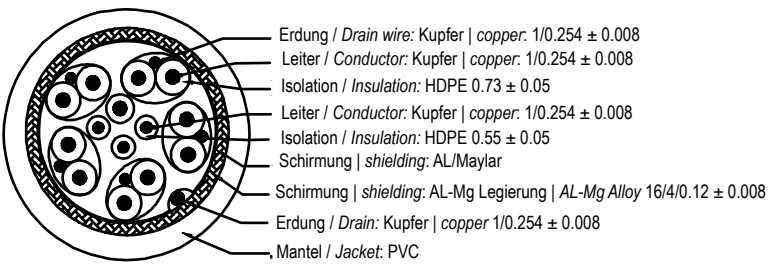 Erdung / Drain wire: Kupfer | copper: 1/0.254 ± 0.008
Leiter / Conductor: Kupfer | copper: 1/0.254 ± 0.008
Isolation / Insulation: HDPE 0.73 ± 0.05
Leiter / Conductor: Kupfer | copper: 1/0.254 ± 0.008
Isolation / Insulation: HDPE 0.55 ± 0.05
Schirmung | shielding: AL/Maylar
Schirmung | shielding: AL-Mg Legierung | AL-Mg Alloy 16/4/0.12 ± 0.008
Erdung / Drain: Kupfer | copper 1/0.254 ± 0.008
Mantel / Jacket: PVC